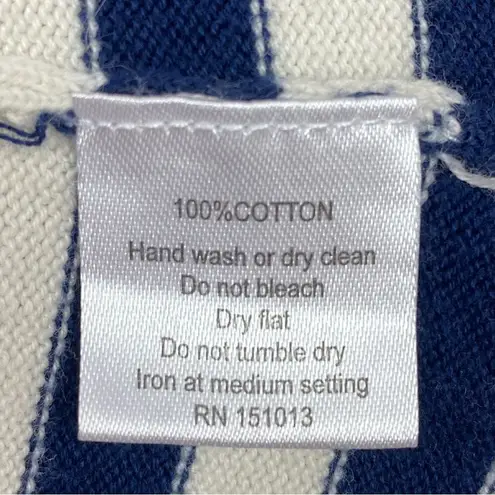 100%COTTON
Hand wash or dry clean
Do not bleach
Dry flat
Do not tumble dry
Iron at medium setting
RN 151013